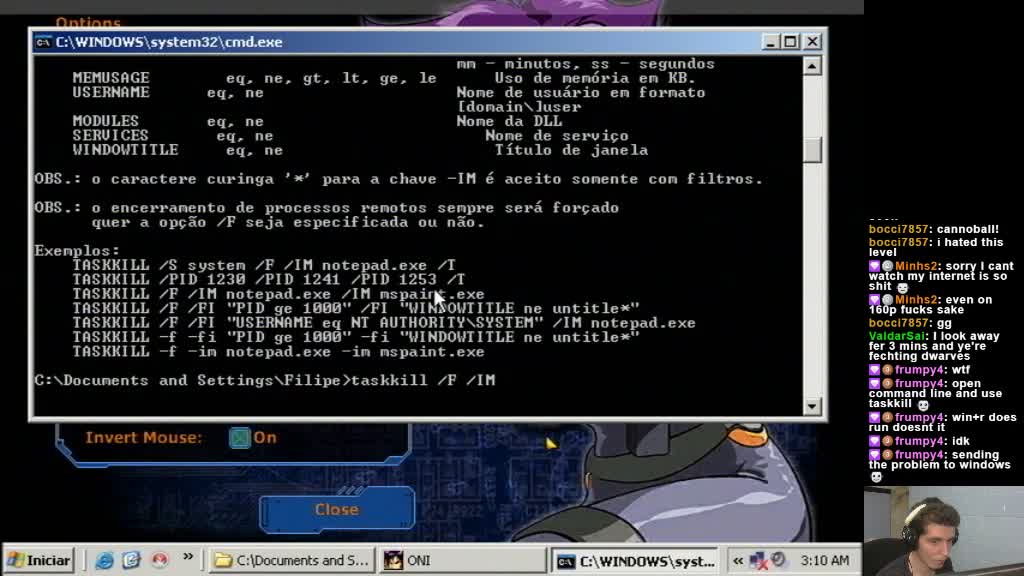 Options
C:\WINDOWS\system32\cmd.exe
mm - minutos, ss - segundos
MEMUSAGE eq, ne, gt, lt, ge, le Uso de memória em KB.
USERNAME eq, ne Nome de usuário em formato
[domain\]user
MODULES eq, ne Nome da DLL
SERVICES eq, ne Nome de serviço
WINDOWTITLE eq, ne Título de janela
OBS.: o caractere curinga '*' para a chave -IM é aceito somente com filtros.
OBS.: o encerramento de processos remotos sempre será forçado
quer a opção /F seja especificada ou não.
Exemplos:
TASKKILL /S system /F /IM notepad.exe /T
TASKKILL /PID 1230 /PID 1241 /PID 1253 /T
TASKKILL /F /IM notepad.exe /IM mspaint.exe
TASKKILL /F /FI "PID ge 1000" /FI "WINDOWTITLE ne untitle*"
TASKKILL /F /FI "USERNAME eq NT AUTHORITY\SYSTEM" /IM notepad.exe
TASKKILL -f -fi "PID ge 1000" -fi "WINDOWTITLE ne untitle*"
TASKKILL -f -im notepad.exe -im mspaint.exe
C:\Documents and Settings\Filipe>taskkill /F /IM
Invert Mouse: On
Close
Iniciar
»
C:\Documents and S...
ONI
C:\WINDOWS\syst...
«
3:10 AM
bocci7857: cannoball!
bocci7857: i hated this
level
Minhs2: sorry I cant
watch my internet is so
shit
Minhs2: even on
160p fucks sake
bocci7857: gg
ValdarSai: I look away
fer 3 mins and ye're
fechting dwarves
frumpy4: wtf
frumpy4: open
command line and use
taskkill
frumpy4: win+r does
run doesnt it
frumpy4: idk
frumpy4: sending
the problem to windows